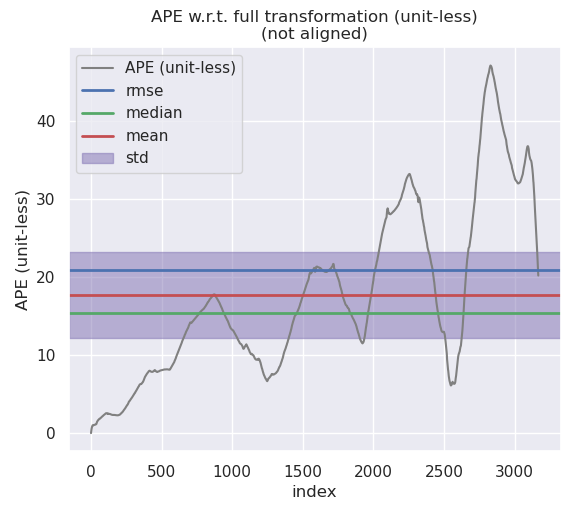 APE w.r.t. full transformation (unit-less)
(not aligned)
APE (unit-less)
rmse
median
mean
std
APE (unit-less)
40
30
20
10
0
0 500 1000 1500 2000 2500 3000
index